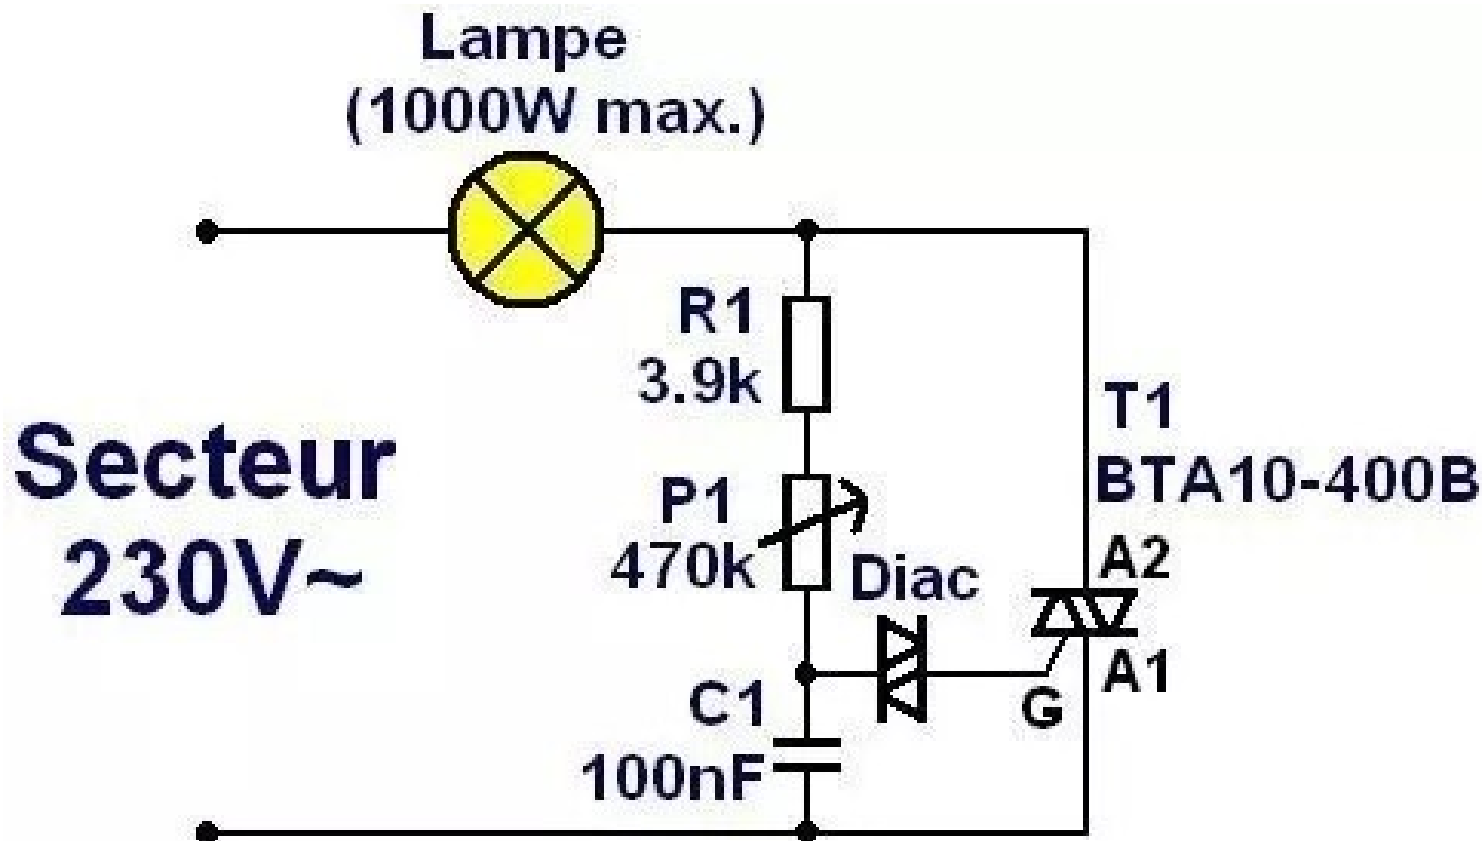 Lampe
(1000W max.)
R1
3.9k
T1
BTA10-400B
Secteur
230V~
P1
470k
Diac
A2
A1
G
C1
100nF